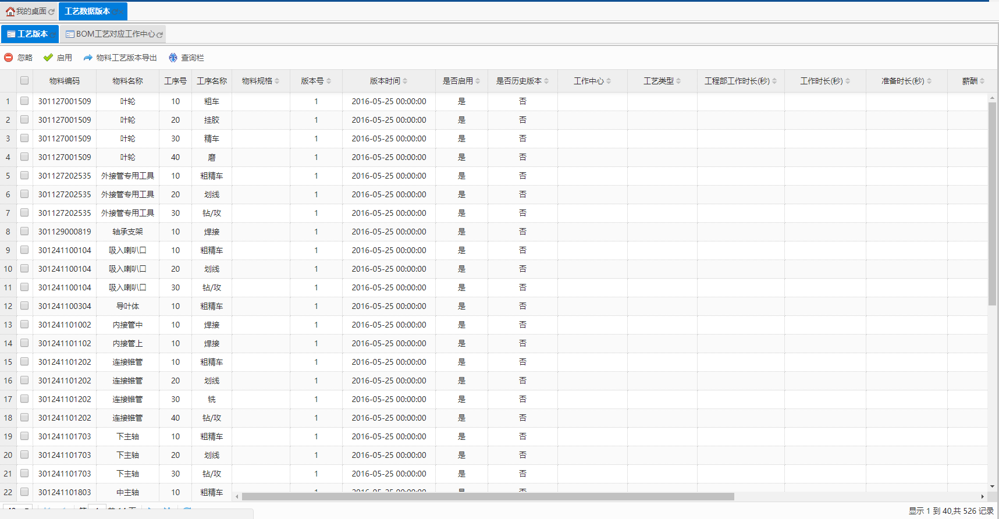 我的桌面 工艺数据版本
工艺版本 BOM工艺对应工作中心
忽略 启用 物料工艺版本导出 查询栏
物料编码 物料名称 工序号 工序名称 物料规格 版本号 版本时间 是否启用 是否历史版本 工作中心 工艺类型 工程部工作时长(秒) 工作时长(秒) 准备时长(秒) 薪酬
1 301127001509 叶轮 10 粗车 1 2016-05-25 00:00:00 是 否
2 301127001509 叶轮 20 挂胶 1 2016-05-25 00:00:00 是 否
3 301127001509 叶轮 30 精车 1 2016-05-25 00:00:00 是 否
4 301127001509 叶轮 40 磨 1 2016-05-25 00:00:00 是 否
5 301127202535 外接管专用工具 10 粗精车 1 2016-05-25 00:00:00 是 否
6 301127202535 外接管专用工具 20 划线 1 2016-05-25 00:00:00 是 否
7 301127202535 外接管专用工具 30 钻/攻 1 2016-05-25 00:00:00 是 否
8 301129000819 轴承支架 10 焊接 1 2016-05-25 00:00:00 是 否
9 301241100104 吸入喇叭口 10 粗精车 1 2016-05-25 00:00:00 是 否
10 301241100104 吸入喇叭口 20 划线 1 2016-05-25 00:00:00 是 否
11 301241100104 吸入喇叭口 30 钻/攻 1 2016-05-25 00:00:00 是 否
12 301241100304 导叶体 10 粗精车 1 2016-05-25 00:00:00 是 否
13 301241101002 内接管中 10 焊接 1 2016-05-25 00:00:00 是 否
14 301241101102 内接管上 10 焊接 1 2016-05-25 00:00:00 是 否
15 301241101202 连接锥管 10 粗精车 1 2016-05-25 00:00:00 是 否
16 301241101202 连接锥管 20 划线 1 2016-05-25 00:00:00 是 否
17 301241101202 连接锥管 30 铣 1 2016-05-25 00:00:00 是 否
18 301241101202 连接锥管 40 钻/攻 1 2016-05-25 00:00:00 是 否
19 301241101703 下主轴 10 粗精车 1 2016-05-25 00:00:00 是 否
20 301241101703 下主轴 20 划线 1 2016-05-25 00:00:00 是 否
21 301241101703 下主轴 30 钻/攻 1 2016-05-25 00:00:00 是 否
22 301241101803 中主轴 10 粗精车 1 2016-05-25 00:00:00 是 否
显示 1 到 40,共 526 记录